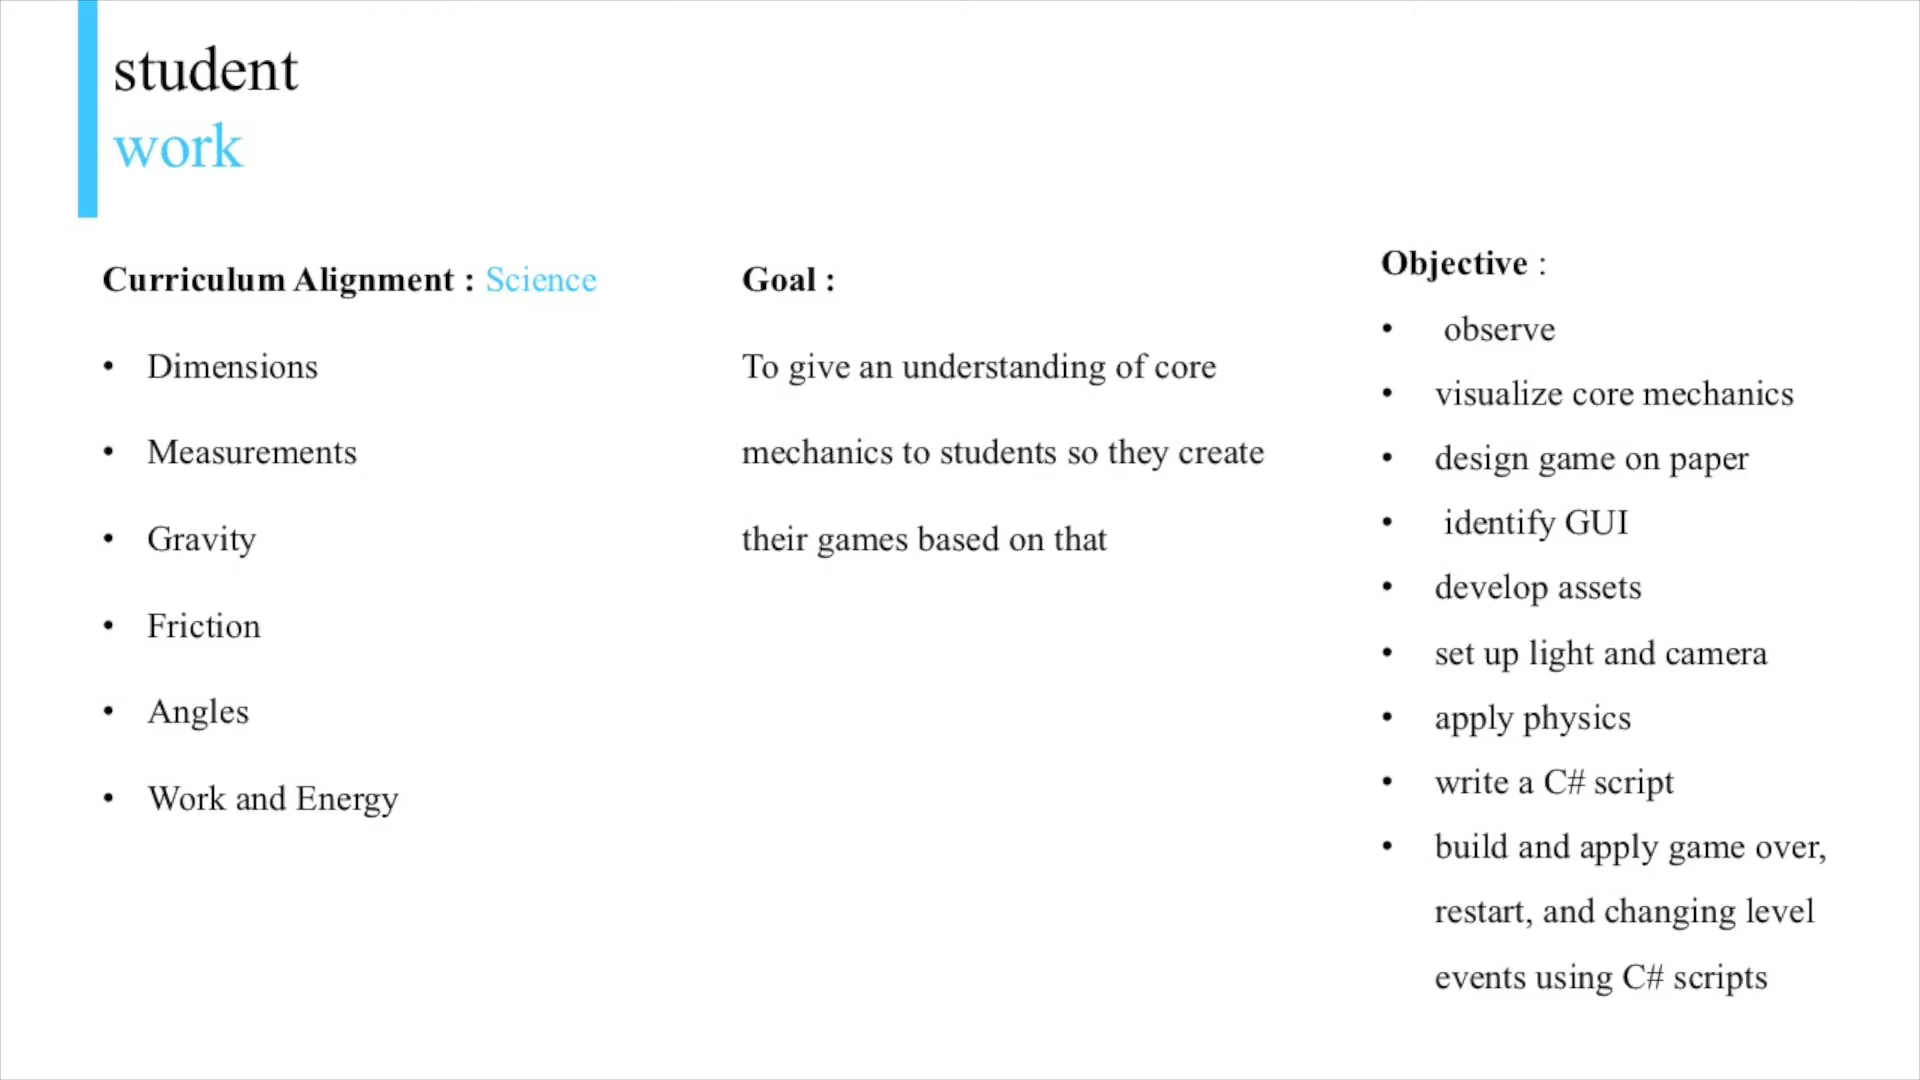 student
work
Curriculum Alignment : Science
• Dimensions
• Measurements
• Gravity
• Friction
• Angles
• Work and Energy
Goal :
To give an understanding of core
mechanics to students so they create
their games based on that
Objective :
• observe
• visualize core mechanics
• design game on paper
• identify GUI
• develop assets
• set up light and camera
• apply physics
• write a C# script
• build and apply game over,
restart, and changing level
events using C# scripts